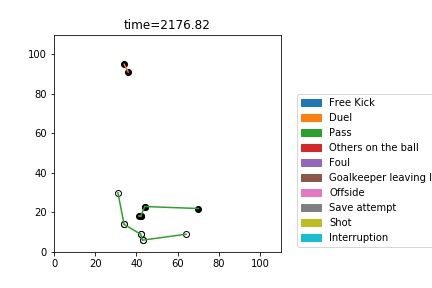 time=2176.82
100
80
60
40
20
0
0 20 40 60 80 100
Free Kick
Duel
Pass
Others on the ball
Foul
Goalkeeper leaving l
Offside
Save attempt
Shot
Interruption